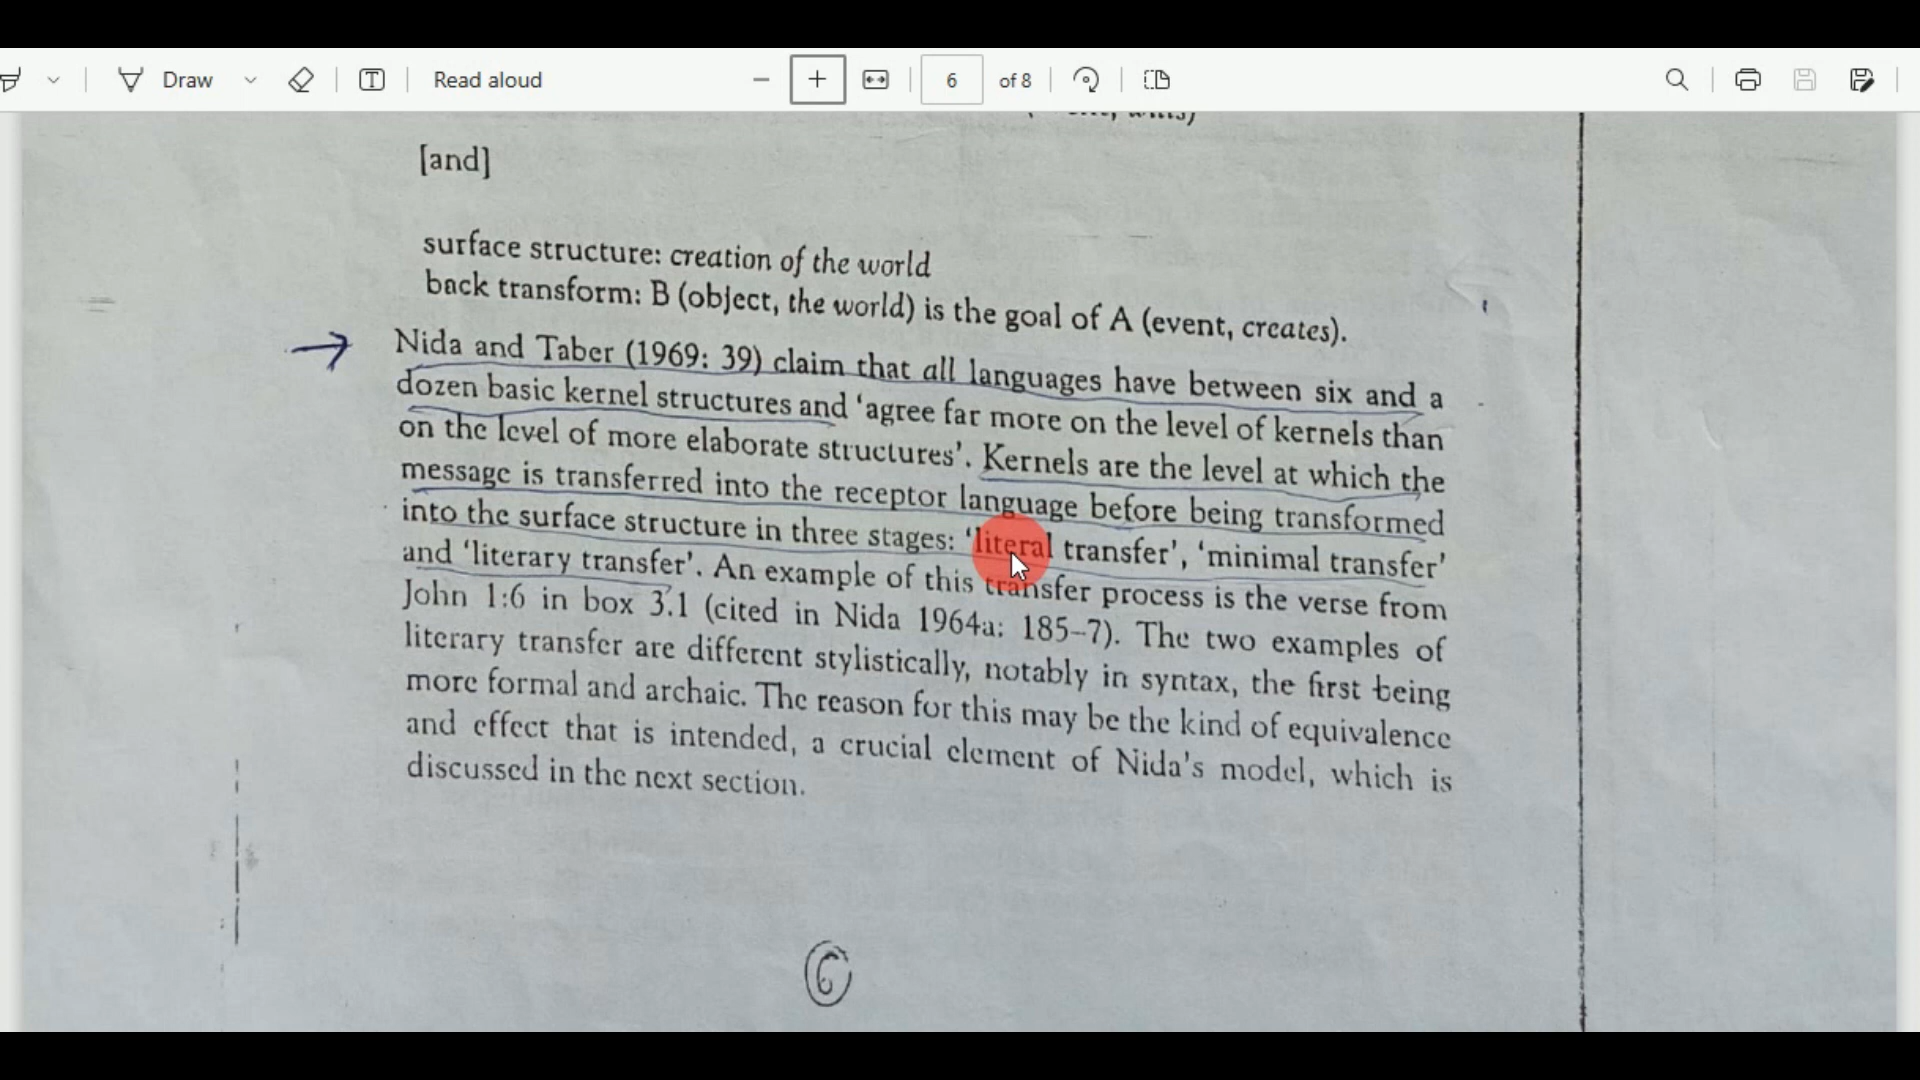 Draw
Read aloud
6
of 8
[and]
surface structure: creation of the world
back transform: B (object, the world) is the goal of A (event, creates).
Nida and Taber (1969: 39) claim that all languages have between six and a
dozen basic kernel structures and ‘agree far more on the level of kernels than
on the level of more elaborate structures’. Kernels are the level at which the
message is transferred into the receptor language before being transformed
into the surface structure in three stages: ‘literal transfer’, ‘minimal transfer’
and ‘literary transfer’. An example of this transfer process is the verse from
John 1:6 in box 3.1 (cited in Nida 1964a: 185–7). The two examples of
literary transfer are different stylistically, notably in syntax, the first being
more formal and archaic. The reason for this may be the kind of equivalence
and effect that is intended, a crucial element of Nida's model, which is
discussed in the next section.
6